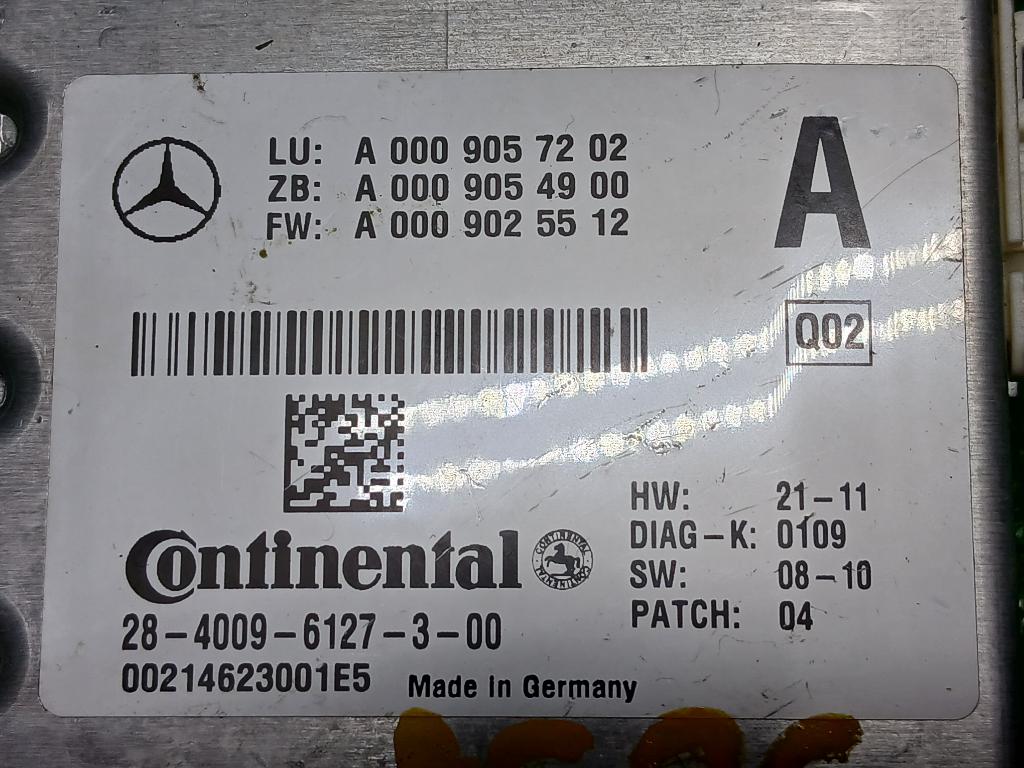 LU: A 000 905 72 02
ZB: A 000 905 49 00
FW: A 000 902 55 12
A
Q02
HW: 21-11
DIAG-K: 0109
SW: 08-10
PATCH: 04
Continental
CONTINENTAL
28-4009-6127-3-00
00214623001E5
Made in Germany